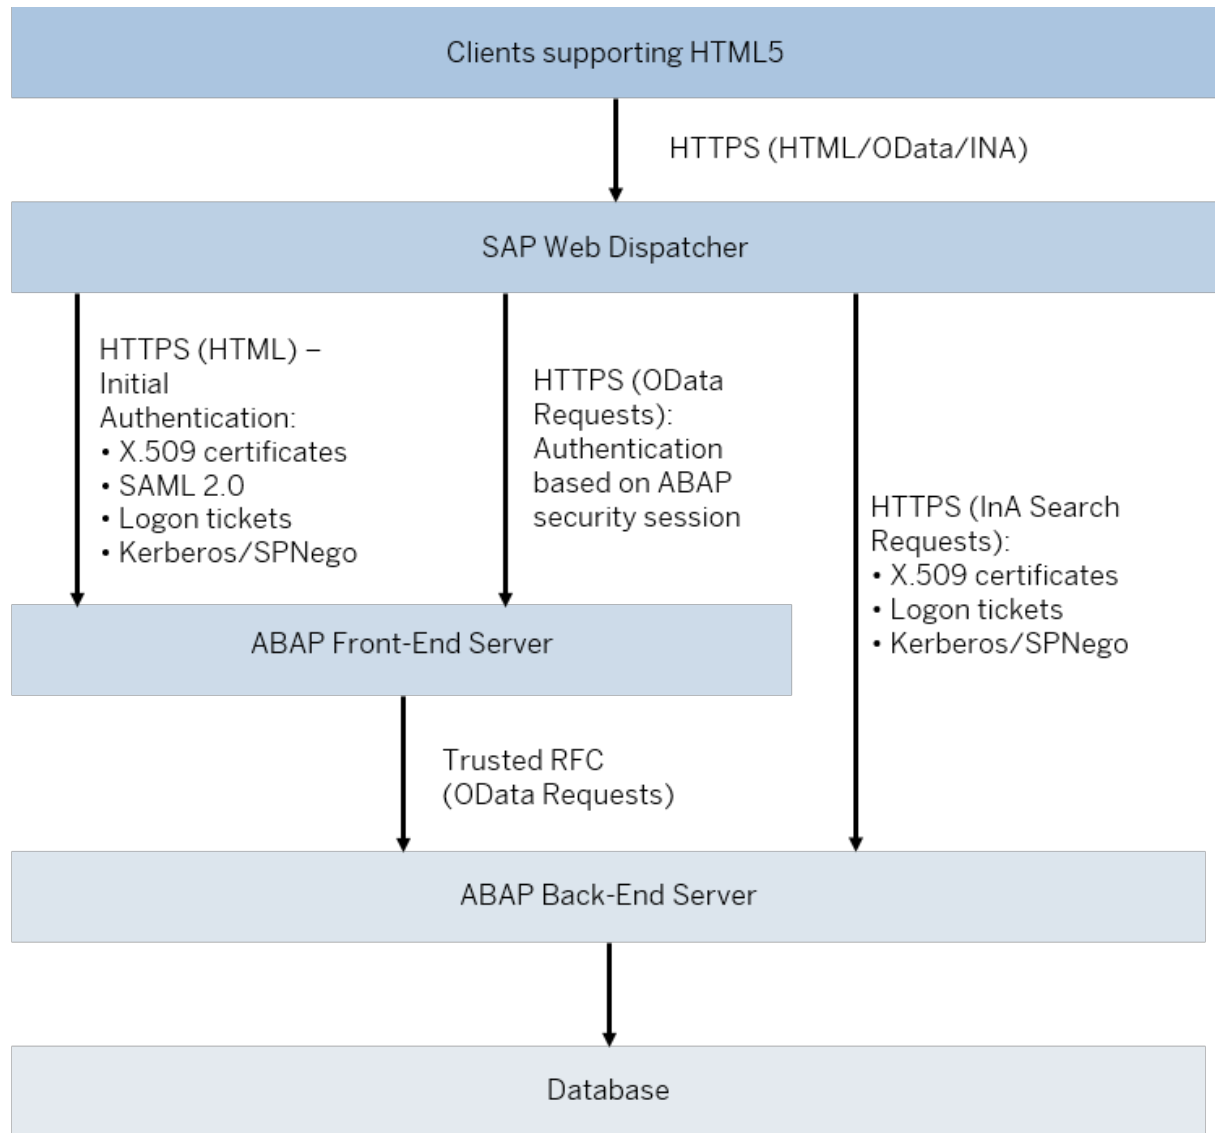 Clients supporting HTML5
HTTPS (HTML/OData/INA)
SAP Web Dispatcher
HTTPS (HTML) –
Initial
Authentication:
• X.509 certificates
• SAML 2.0
• Logon tickets
• Kerberos/SPNego
HTTPS (OData
Requests):
Authentication
based on ABAP
security session
HTTPS (InA Search
Requests):
• X.509 certificates
• Logon tickets
• Kerberos/SPNego
ABAP Front-End Server
Trusted RFC
(OData Requests)
ABAP Back-End Server
Database